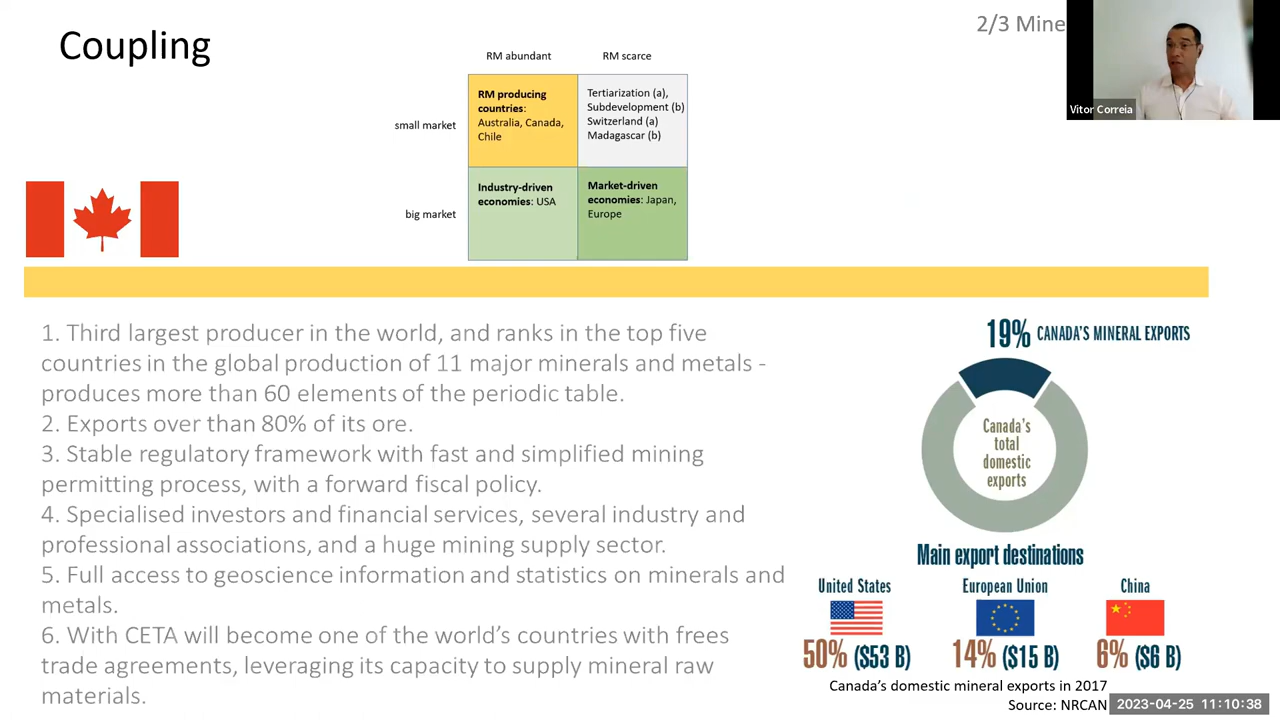 Coupling
2/3 Mine
Vitor Correia
RM abundant
RM scarce
small market
RM producing
countries:
Australia, Canada,
Chile
Tertiarization (a),
Subdevelopment (b)
Switzerland (a)
Madagascar (b)
big market
Industry-driven
economies: USA
Market-driven
economies: Japan,
Europe
1. Third largest producer in the world, and ranks in the top five
countries in the global production of 11 major minerals and metals -
produces more than 60 elements of the periodic table.
2. Exports over than 80% of its ore.
3. Stable regulatory framework with fast and simplified mining
permitting process, with a forward fiscal policy.
4. Specialised investors and financial services, several industry and
professional associations, and a huge mining supply sector.
5. Full access to geoscience information and statistics on minerals and
metals.
6. With CETA will become one of the world's countries with frees
trade agreements, leveraging its capacity to supply mineral raw
materials.
19% CANADA'S MINERAL EXPORTS
Canada's
total
domestic
exports
Main export destinations
United States
European Union
China
50% ($53 B)
14% ($15 B)
6% ($6 B)
Canada's domestic mineral exports in 2017
Source: NRCAN
2023-04-25 11:10:38